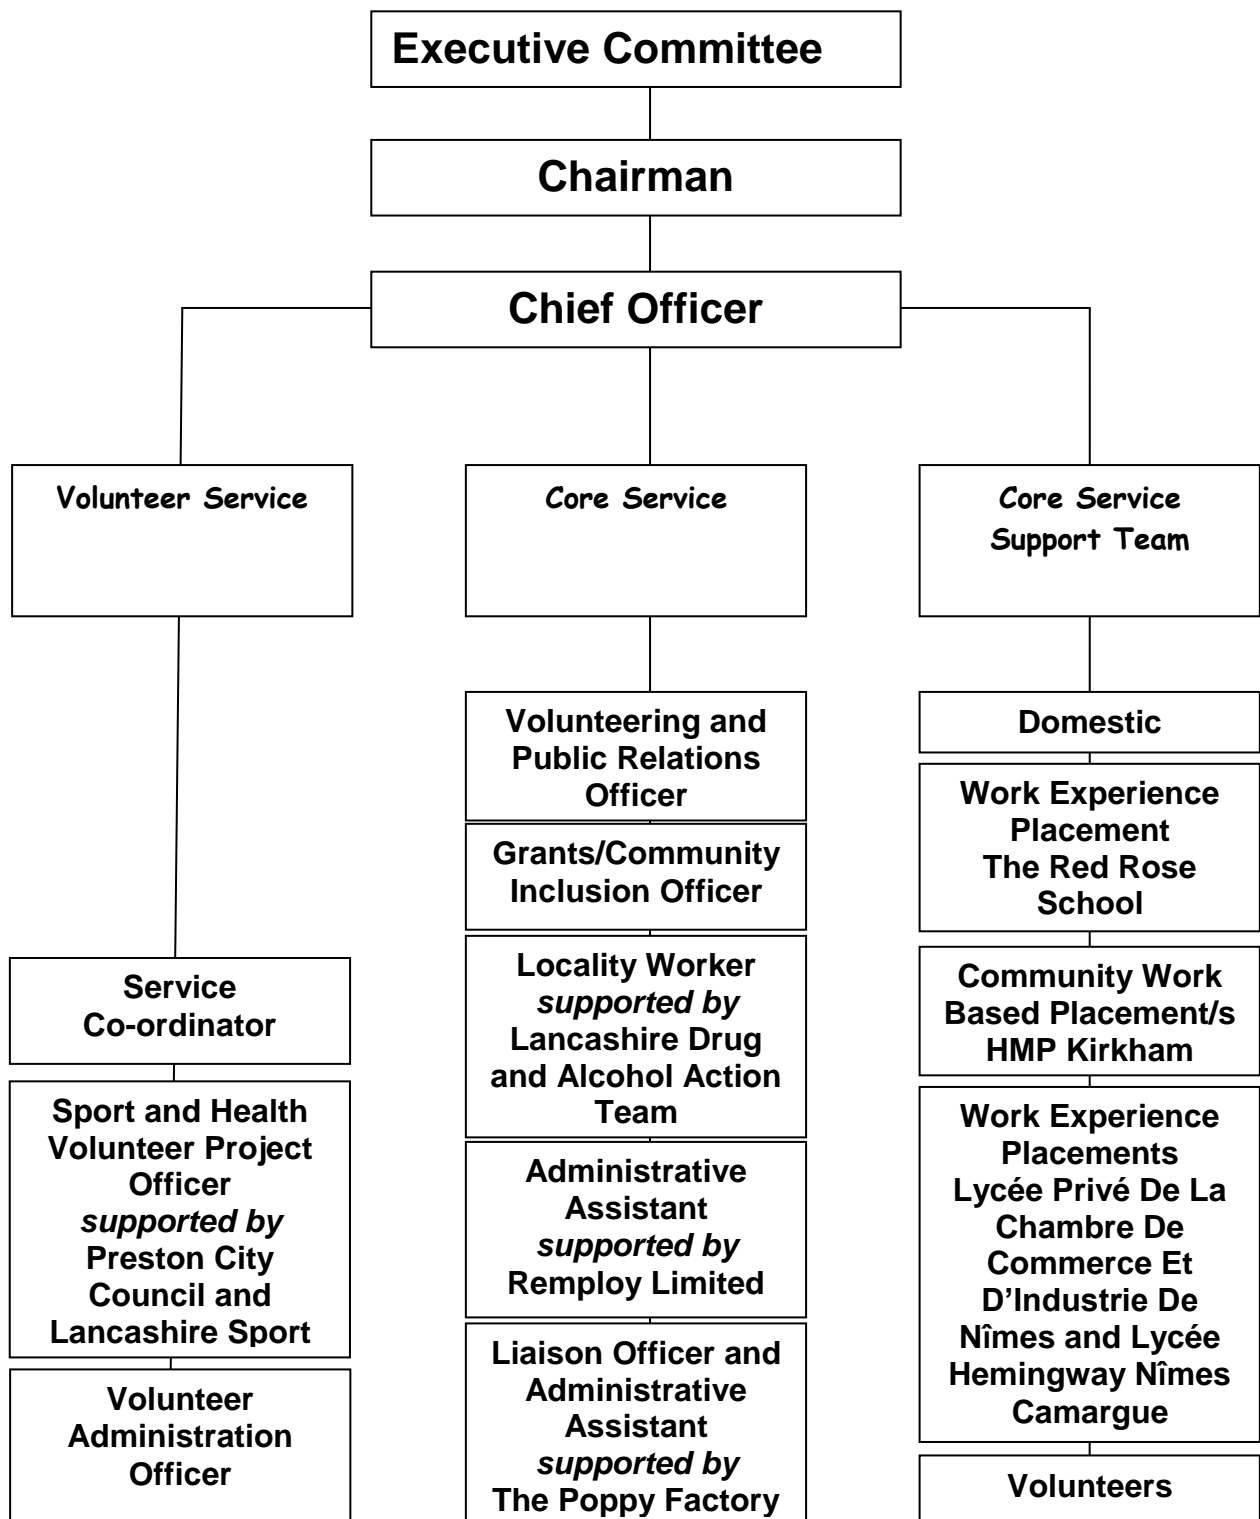 Executive Committee
Chairman
Chief Officer
Volunteer Service
Core Service
Core Service
Support Team
Service
Co-ordinator
Sport and Health
Volunteer Project
Officer
supported by
Preston City
Council and
Lancashire Sport
Volunteer
Administration
Officer
Volunteering and
Public Relations
Officer
Grants/Community
Inclusion Officer
Locality Worker
supported by
Lancashire Drug
and Alcohol Action
Team
Administrative
Assistant
supported by
Remploy Limited
Liaison Officer and
Administrative
Assistant
supported by
The Poppy Factory
Domestic
Work Experience
Placement
The Red Rose
School
Community Work
Based Placement/s
HMP Kirkham
Work Experience
Placements
Lycée Privé De La
Chambre De
Commerce Et
D’Industrie De
Nîmes and Lycée
Hemingway Nîmes
Camargue
Volunteers